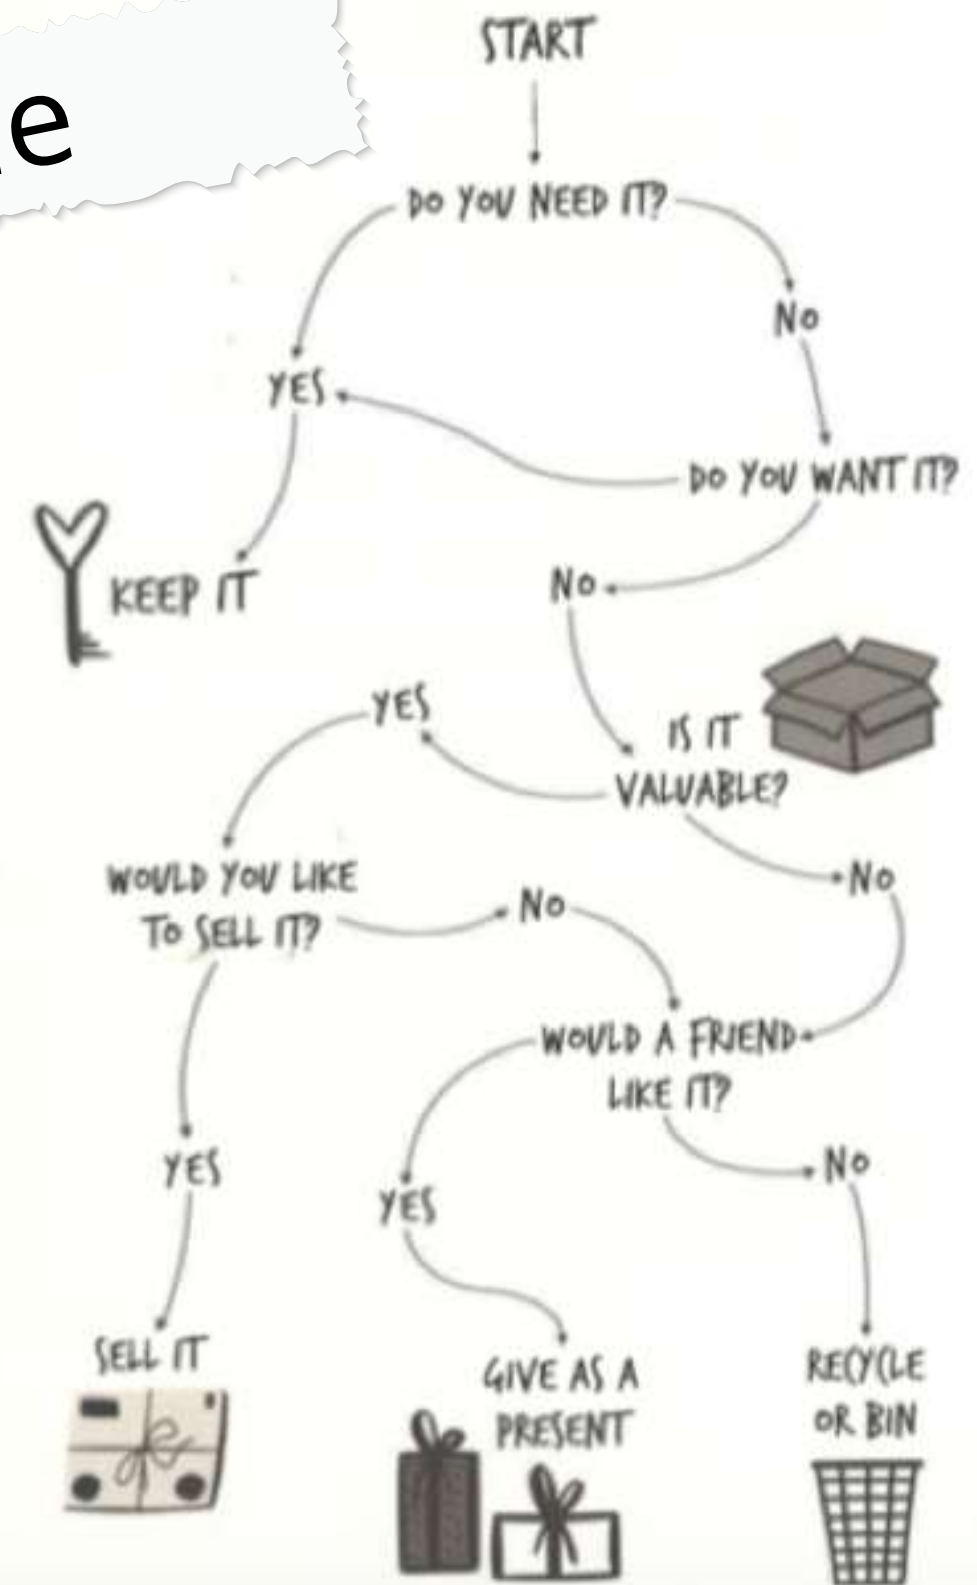 e
START
DO YOU NEED IT?
NO
YES
DO YOU WANT IT?
KEEP IT
NO
YES
IS IT
VALUABLE?
WOULD YOU LIKE
TO SELL IT?
NO
NO
WOULD A FRIEND
LIKE IT?
YES
YES
NO
SELL IT
GIVE AS A
PRESENT
RECYCLE
OR BIN